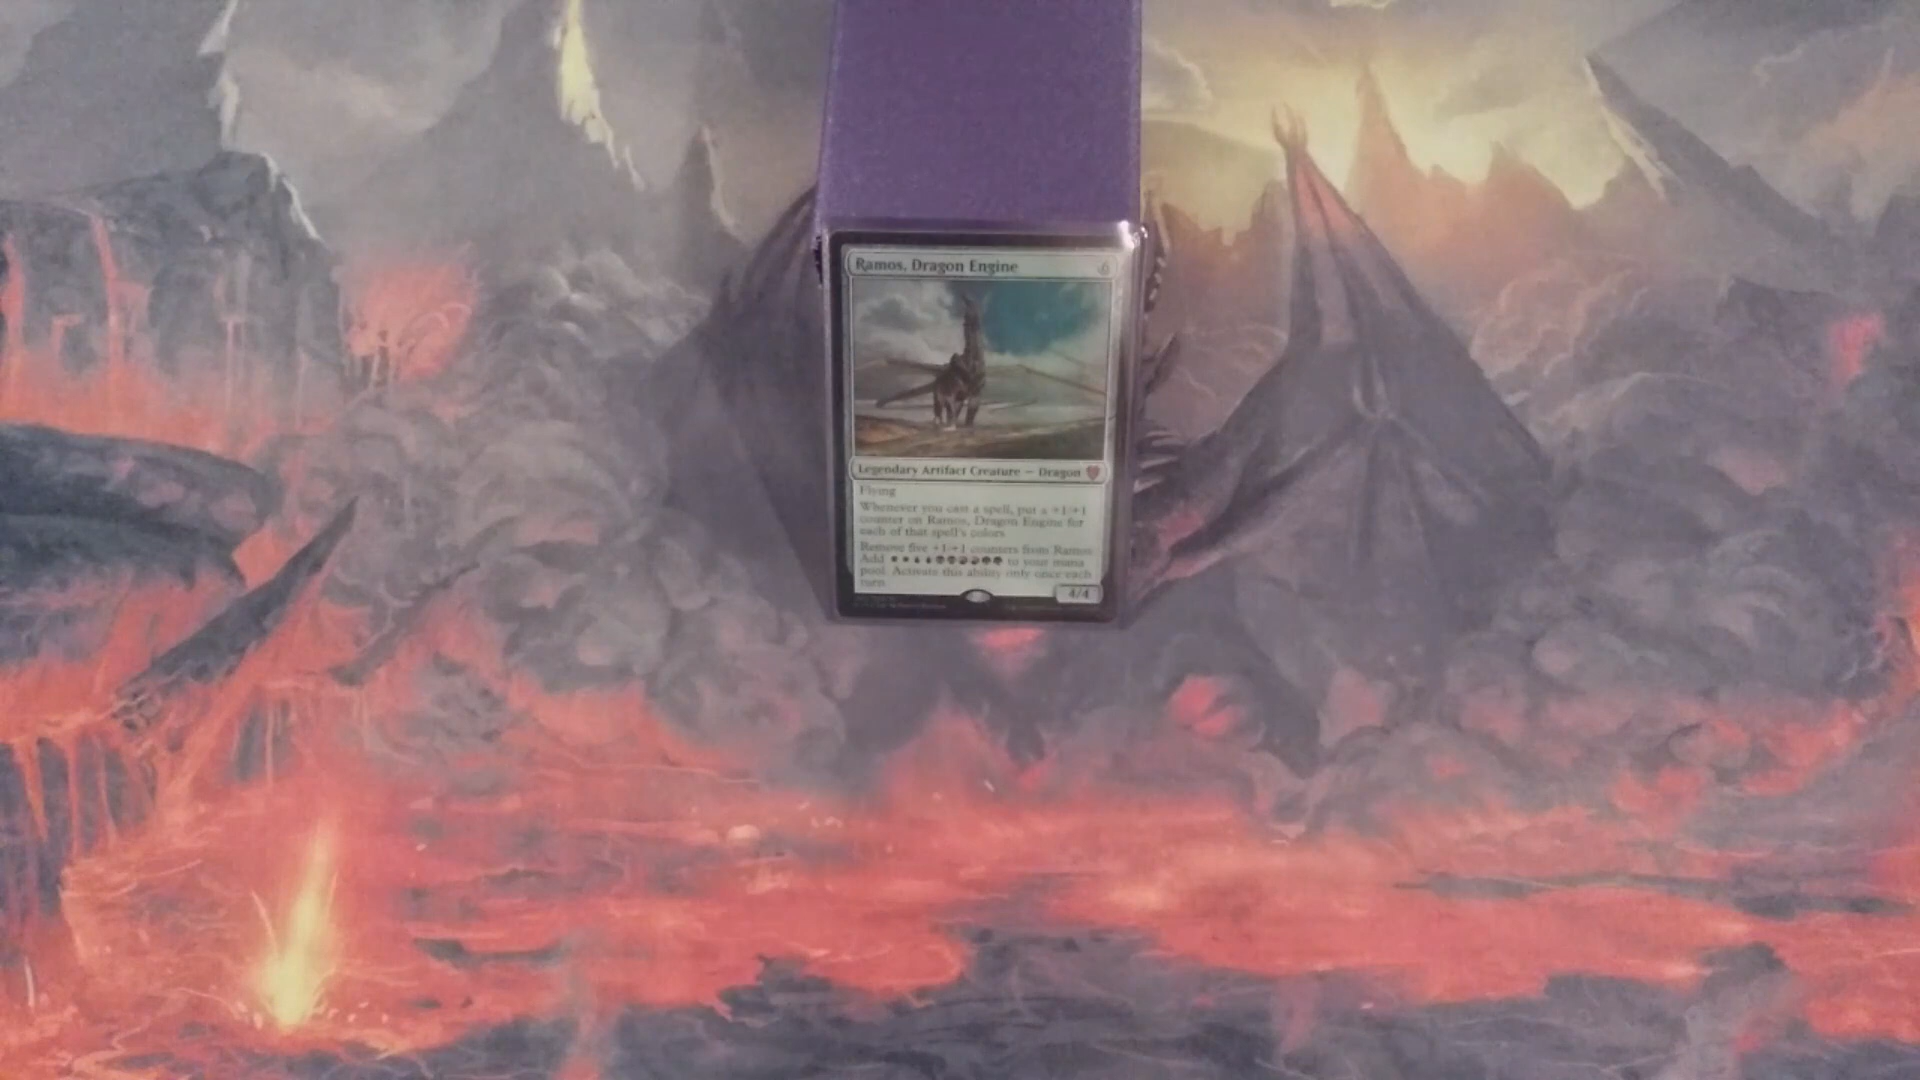 Ramos, Dragon Engine 6
Legendary Artifact Creature — Dragon
Flying
Whenever you cast a spell, put a +1/+1
counter on Ramos, Dragon Engine for
each of that spell's colors.
Remove five +1/+1 counters from Ramos:
Add to your mana
pool. Activate this ability only once each
turn.
4/4